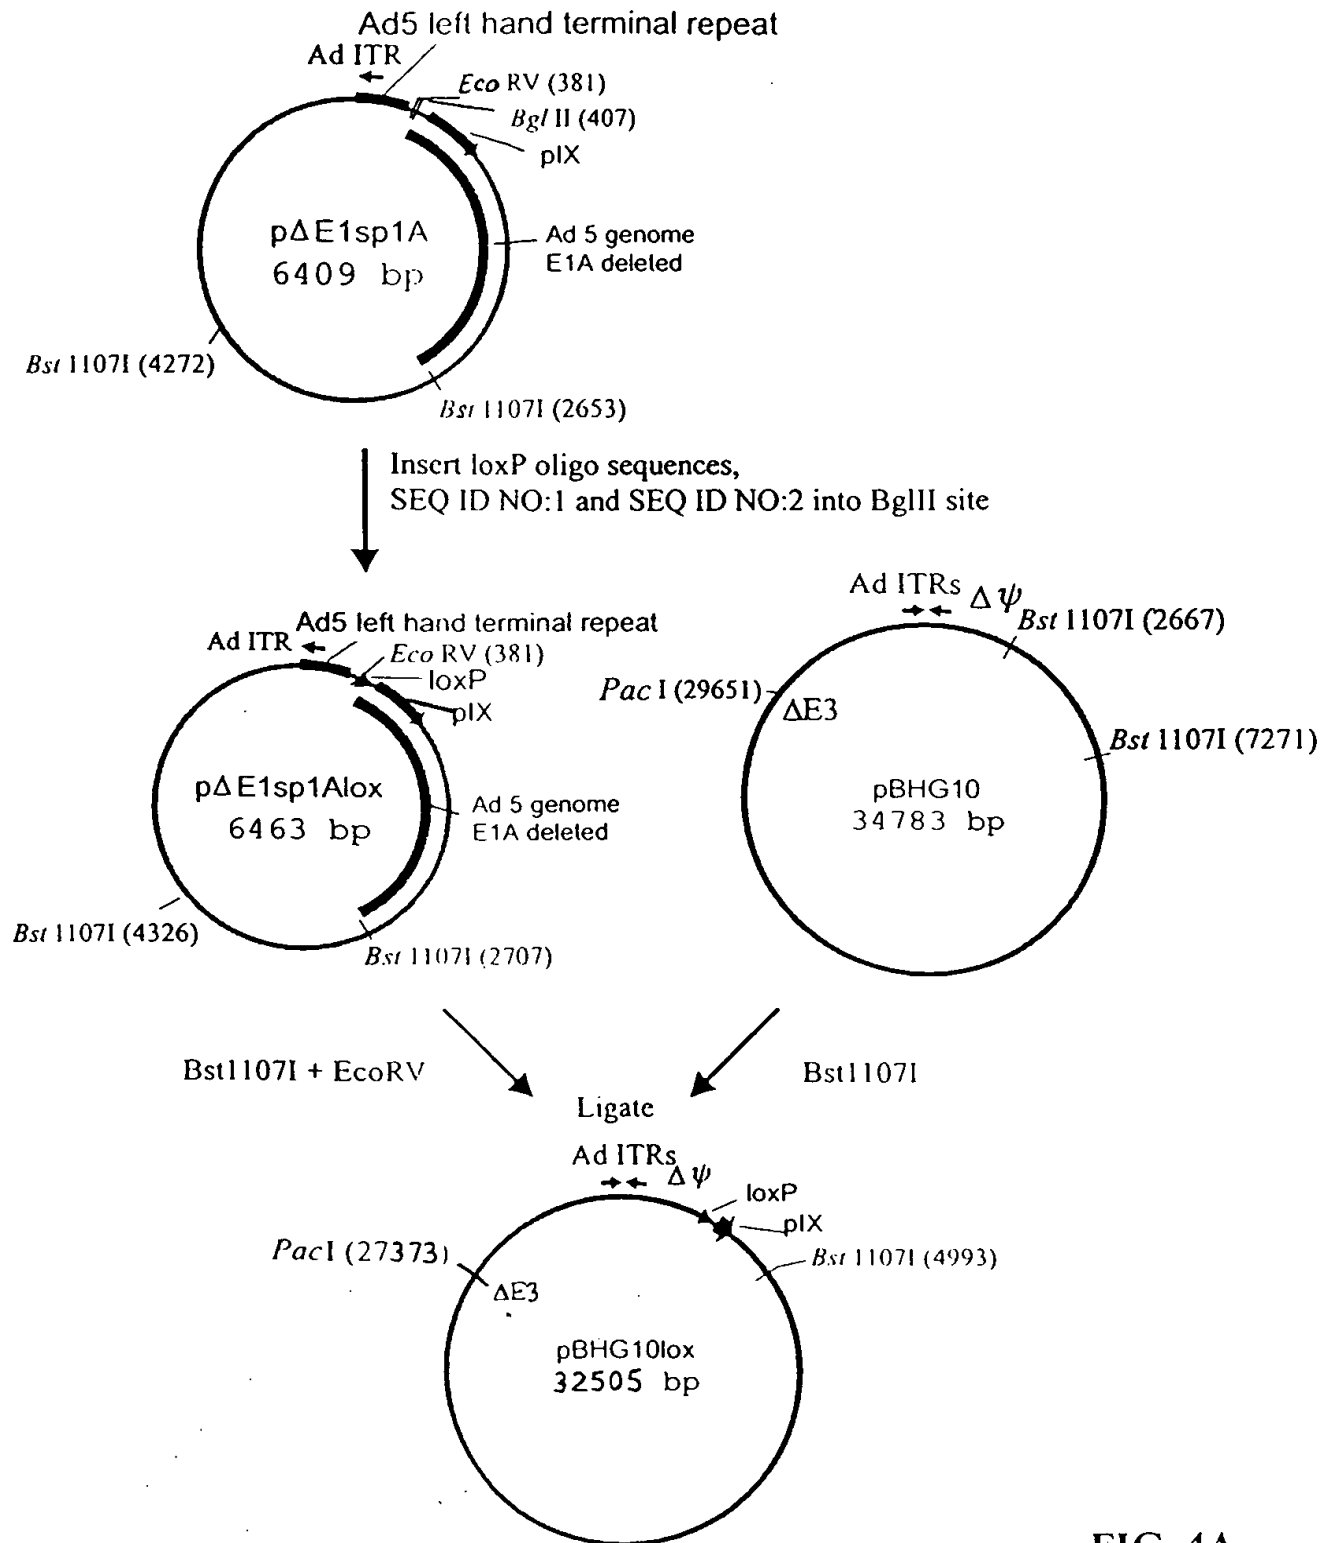 Ad5 left hand terminal repeat
Ad ITR
Eco RV (381)
Bgl II (407)
pIX
pΔE1sp1A
6409 bp
Ad 5 genome
E1A deleted
Bst 1107I (4272)
Bst 1107I (2653)
Insert loxP oligo sequences,
SEQ ID NO:1 and SEQ ID NO:2 into BglII site
Ad5 left hand terminal repeat
Ad ITR
Eco RV (381)
loxP
pIX
pΔE1sp1Alox
6463 bp
Ad 5 genome
E1A deleted
Bst 1107I (4326)
Bst 1107I (2707)
Ad ITRs
Δψ
Bst 1107I (2667)
Pac I (29651)
ΔE3
Bst 1107I (7271)
pBHG10
34783 bp
Bst1107I + EcoRV
Bst1107I
Ligate
Ad ITRs
Δψ
loxP
pIX
PacI (27373)
Bst 1107I (4993)
ΔE3
pBHG10lox
32505 bp
FIG. 4A